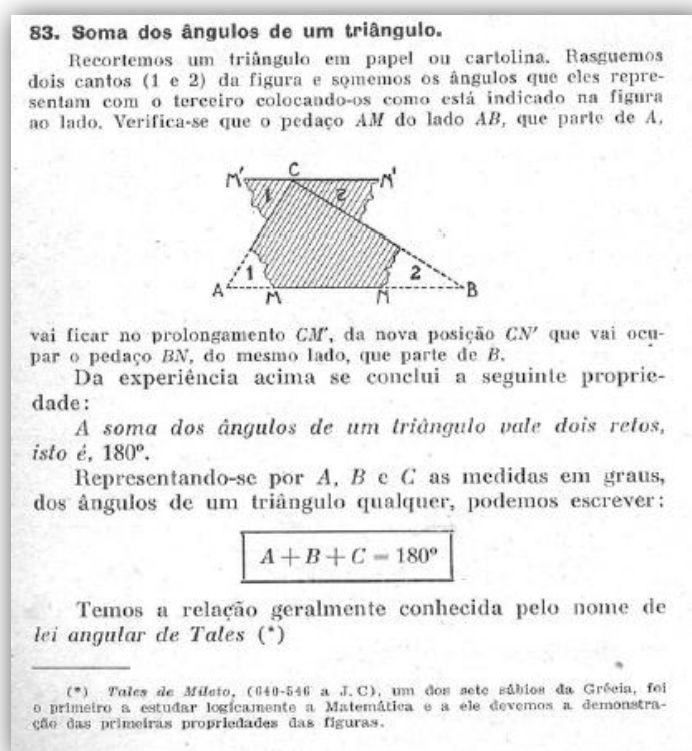 83. Soma dos ângulos de um triângulo.
Recortemos um triângulo em papel ou cartolina. Rasguemos
dois cantos (1 e 2) da figura e somemos os ângulos que eles repre-
sentam com o terceiro colocando-os como está indicado na figura
ao lado. Verifica-se que o pedaço AM do lado AB, que parte de A,
M' C N'
1 2
1 2
A M N B
vai ficar no prolongamento CM', da nova posição CN' que vai ocu-
par o pedaço BN, do mesmo lado, que parte de B.
Da experiência acima se conclui a seguinte proprie-
dade:
A soma dos ângulos de um triângulo vale dois retos,
isto é, 180°.
Representando-se por A, B e C as medidas em graus,
dos ângulos de um triângulo qualquer, podemos escrever:
A + B + C = 180°
Temos a relação geralmente conhecida pelo nome de
lei angular de Tales (*)
(*) Tales de Mileto, (640-546 a J.C), um dos sete sábios da Grécia, foi
o primeiro a estudar logicamente a Matemática e a ele devemos a demonstra-
ção das primeiras propriedades das figuras.